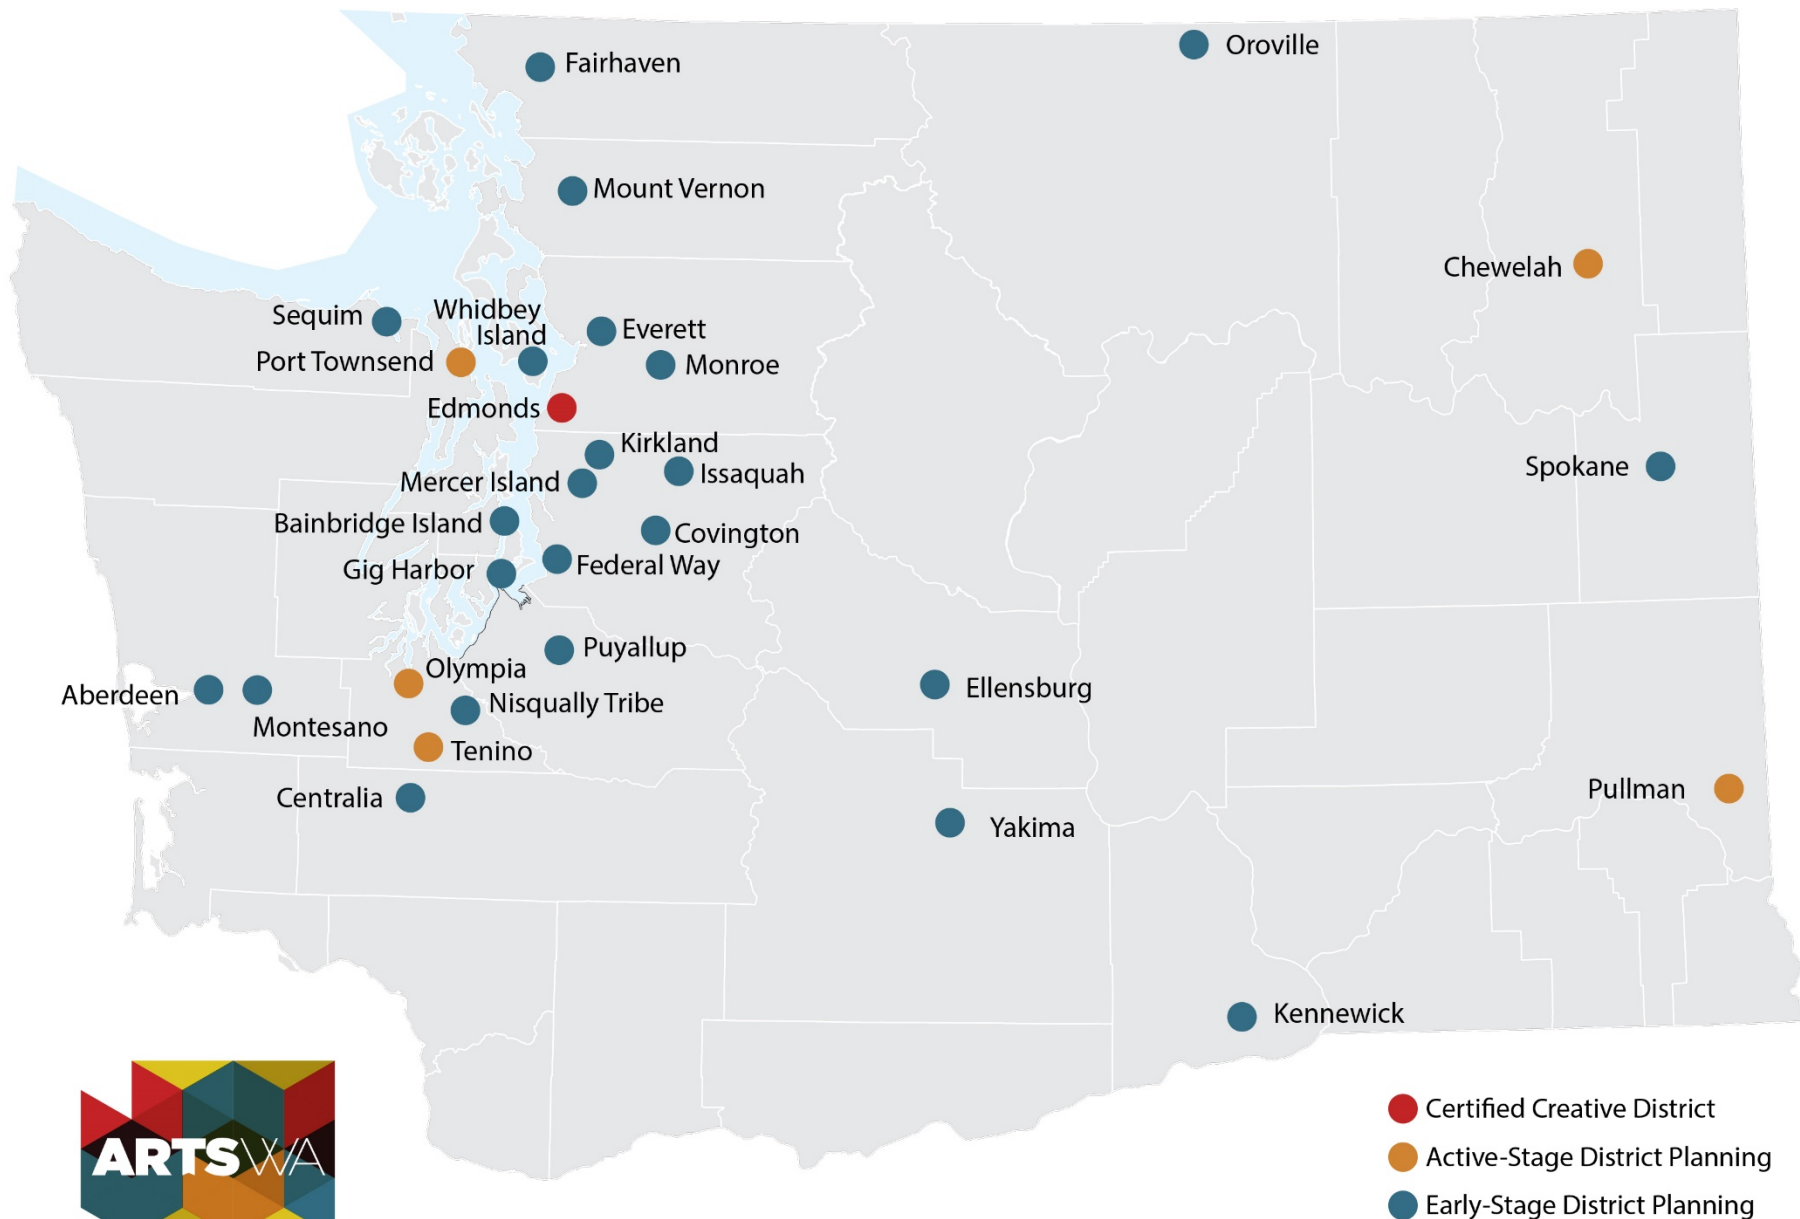 Fairhaven
Oroville
Mount Vernon
Chewelah
Sequim
Whidbey
Island
Everett
Port Townsend
Monroe
Edmonds
Kirkland
Issaquah
Mercer Island
Spokane
Bainbridge Island
Covington
Gig Harbor
Federal Way
Puyallup
Olympia
Aberdeen
Nisqually Tribe
Ellensburg
Montesano
Tenino
Centralia
Pullman
Yakima
Kennewick
ARTSWA
Certified Creative District
Active-Stage District Planning
Early-Stage District Planning